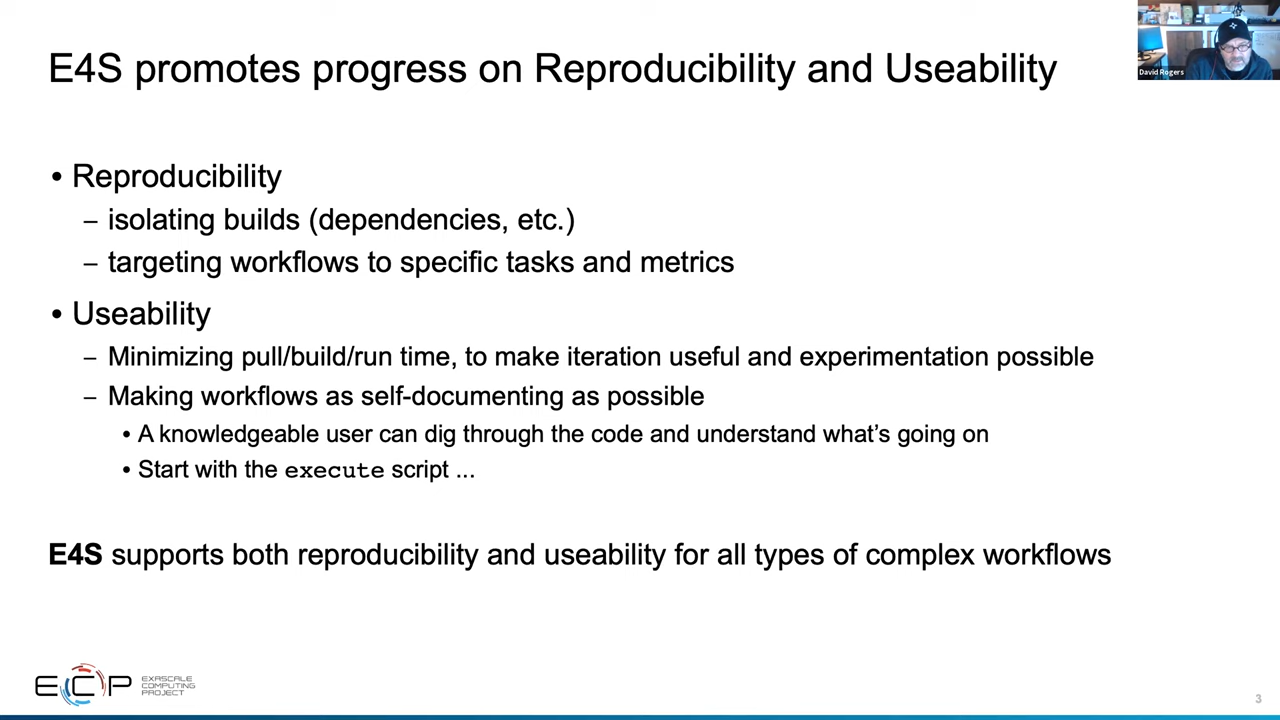 E4S promotes progress on Reproducibility and Useability
David Rogers
• Reproducibility
– isolating builds (dependencies, etc.)
– targeting workflows to specific tasks and metrics
• Useability
– Minimizing pull/build/run time, to make iteration useful and experimentation possible
– Making workflows as self-documenting as possible
• A knowledgeable user can dig through the code and understand what’s going on
• Start with the execute script ...
E4S supports both reproducibility and useability for all types of complex workflows
ECP
EXASCALE
COMPUTING
PROJECT
3